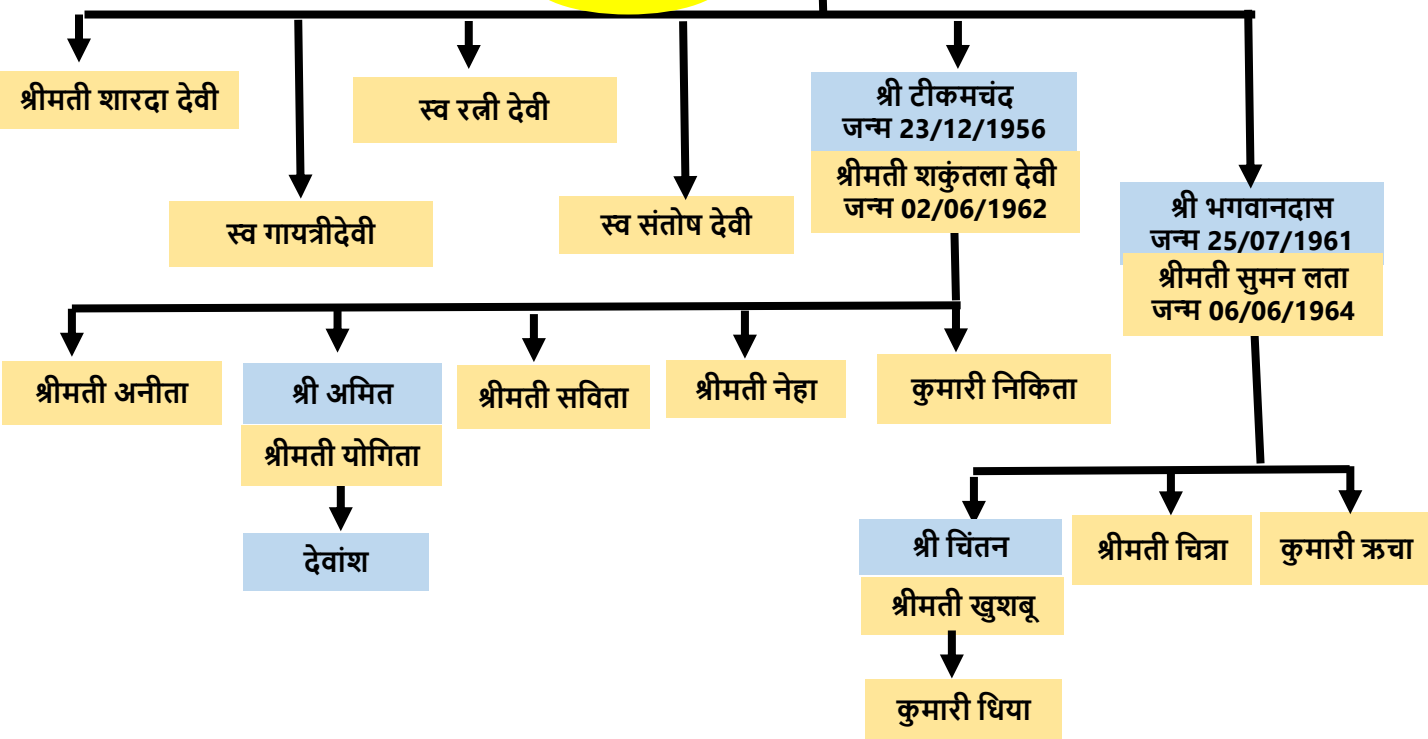 श्रीमती शारदा देवी
स्व रत्नी देवी
श्री टीकमचंद
जन्म 23/12/1956
श्रीमती शकुंतला देवी
जन्म 02/06/1962
स्व गायत्रीदेवी
स्व संतोष देवी
श्री भगवानदास
जन्म 25/07/1961
श्रीमती सुमन लता
जन्म 06/06/1964
श्रीमती अनीता
श्री अमित
श्रीमती योगिता
श्रीमती सविता
श्रीमती नेहा
कुमारी निकिता
देवांश
श्री चिंतन
श्रीमती खुशबू
श्रीमती चित्रा
कुमारी ऋचा
कुमारी धिया